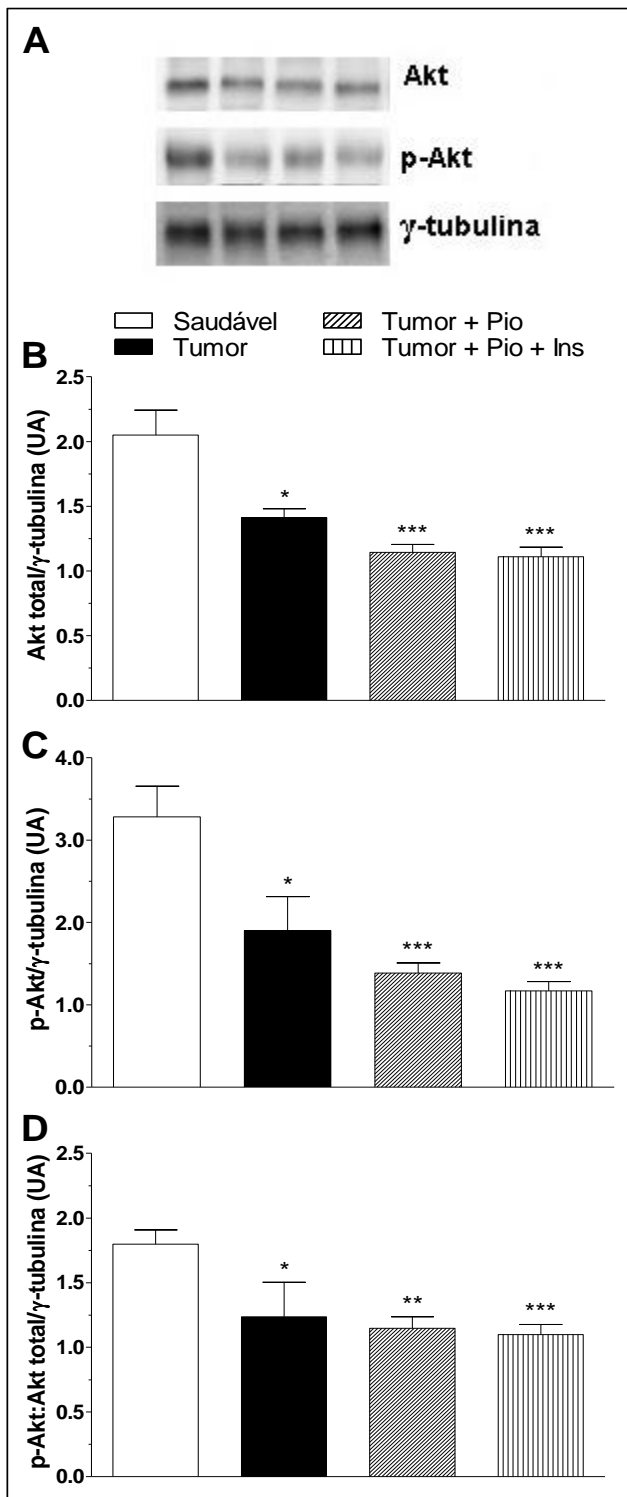 A
Akt
p-Akt
γ-tubulina
Saudável
Tumor + Pio
Tumor
Tumor + Pio + Ins
B
Akt total/γ-tubulina (UA)
2.5
2.0
1.5
1.0
0.5
0.0
*
***
***
C
p-Akt/γ-tubulina (UA)
4.0
3.0
2.0
1.0
0.0
*
***
***
D
p-Akt:Akt total/γ-tubulina (UA)
2.5
2.0
1.5
1.0
0.5
0.0
*
**
***